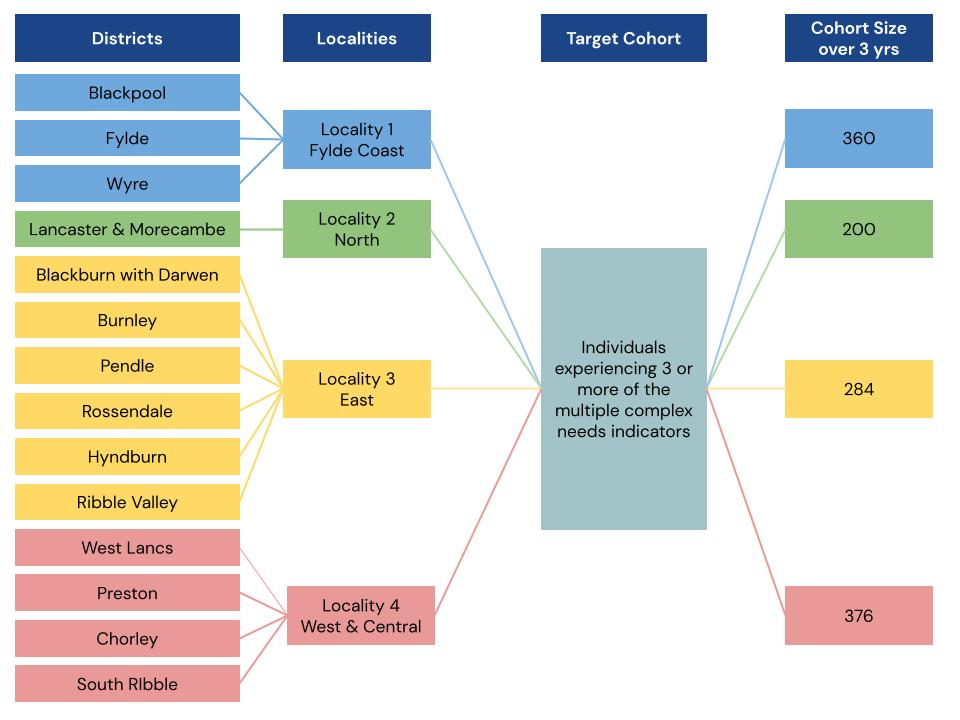 Districts
Localities
Target Cohort
Cohort Size
over 3 yrs
Blackpool
Fylde
Wyre
Lancaster & Morecambe
Blackburn with Darwen
Burnley
Pendle
Rossendale
Hyndburn
Ribble Valley
West Lancs
Preston
Chorley
South RIbble
Locality 1
Fylde Coast
Locality 2
North
Locality 3
East
Locality 4
West & Central
Individuals
experiencing 3 or
more of the
multiple complex
needs indicators
360
200
284
376